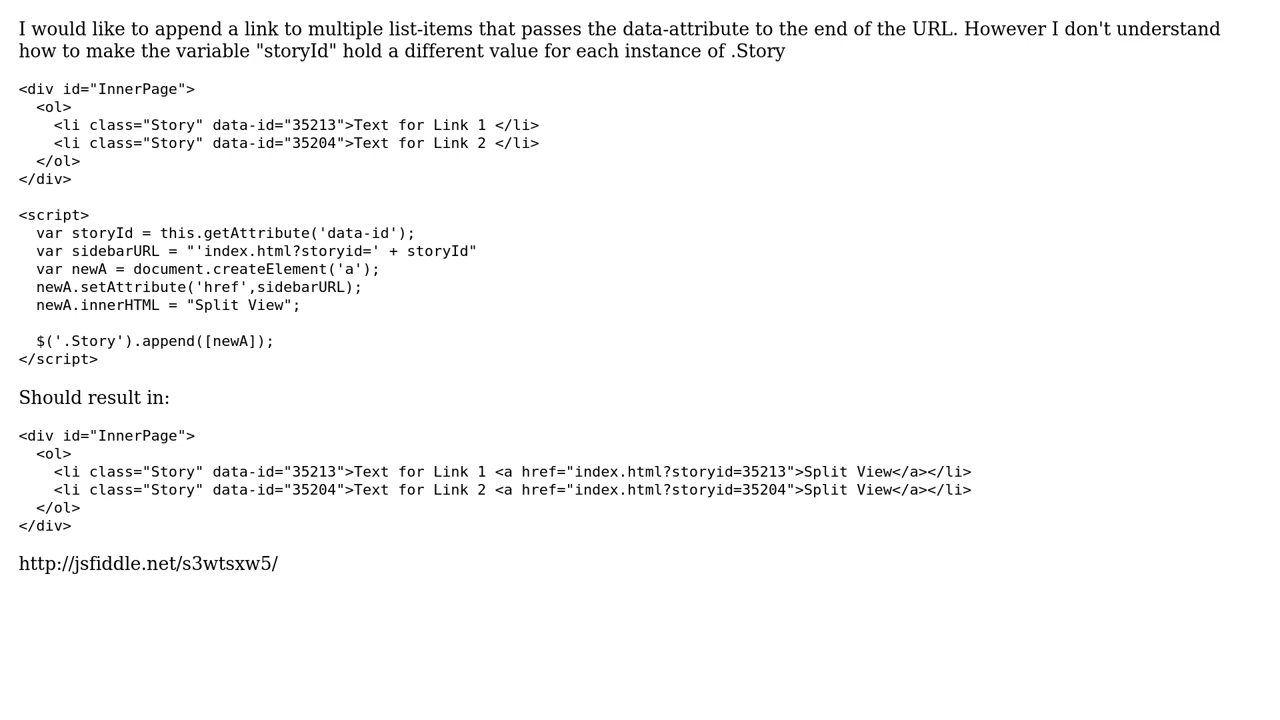 I would like to append a link to multiple list-items that passes the data-attribute to the end of the URL. However I don't understand
how to make the variable "storyId" hold a different value for each instance of .Story
<div id="InnerPage">
  <ol>
    <li class="Story" data-id="35213">Text for Link 1 </li>
    <li class="Story" data-id="35204">Text for Link 2 </li>
  </ol>
</div>
<script>
  var storyId = this.getAttribute('data-id');
  var sidebarURL = "'index.html?storyid=' + storyId"
  var newA = document.createElement('a');
  newA.setAttribute('href',sidebarURL);
  newA.innerHTML = "Split View";
  $('.Story').append([newA]);
</script>
Should result in:
<div id="InnerPage">
  <ol>
    <li class="Story" data-id="35213">Text for Link 1 <a href="index.html?storyid=35213">Split View</a></li>
    <li class="Story" data-id="35204">Text for Link 2 <a href="index.html?storyid=35204">Split View</a></li>
  </ol>
</div>
http://jsfiddle.net/s3wtsxw5/